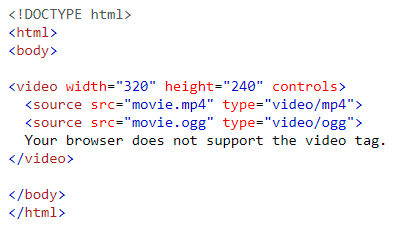 <!DOCTYPE html>
<html>
<body>

<video width="320" height="240" controls>
  <source src="movie.mp4" type="video/mp4">
  <source src="movie.ogg" type="video/ogg">
  Your browser does not support the video tag.
</video>

</body>
</html>